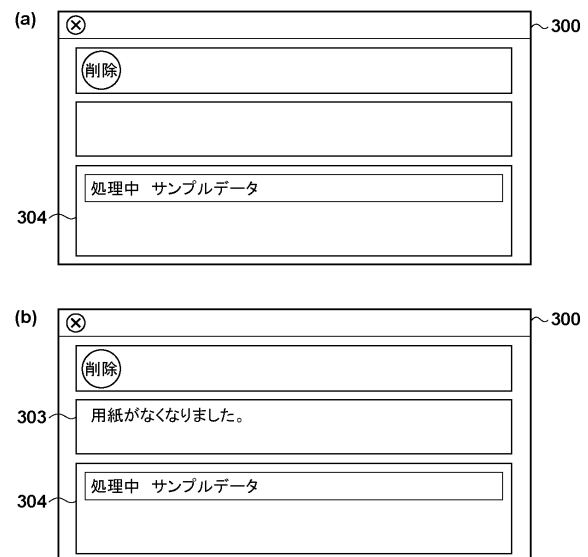 (a)
300
削除
処理中 サンプルデータ
304
(b)
300
削除
303
用紙がなくなりました。
処理中 サンプルデータ
304